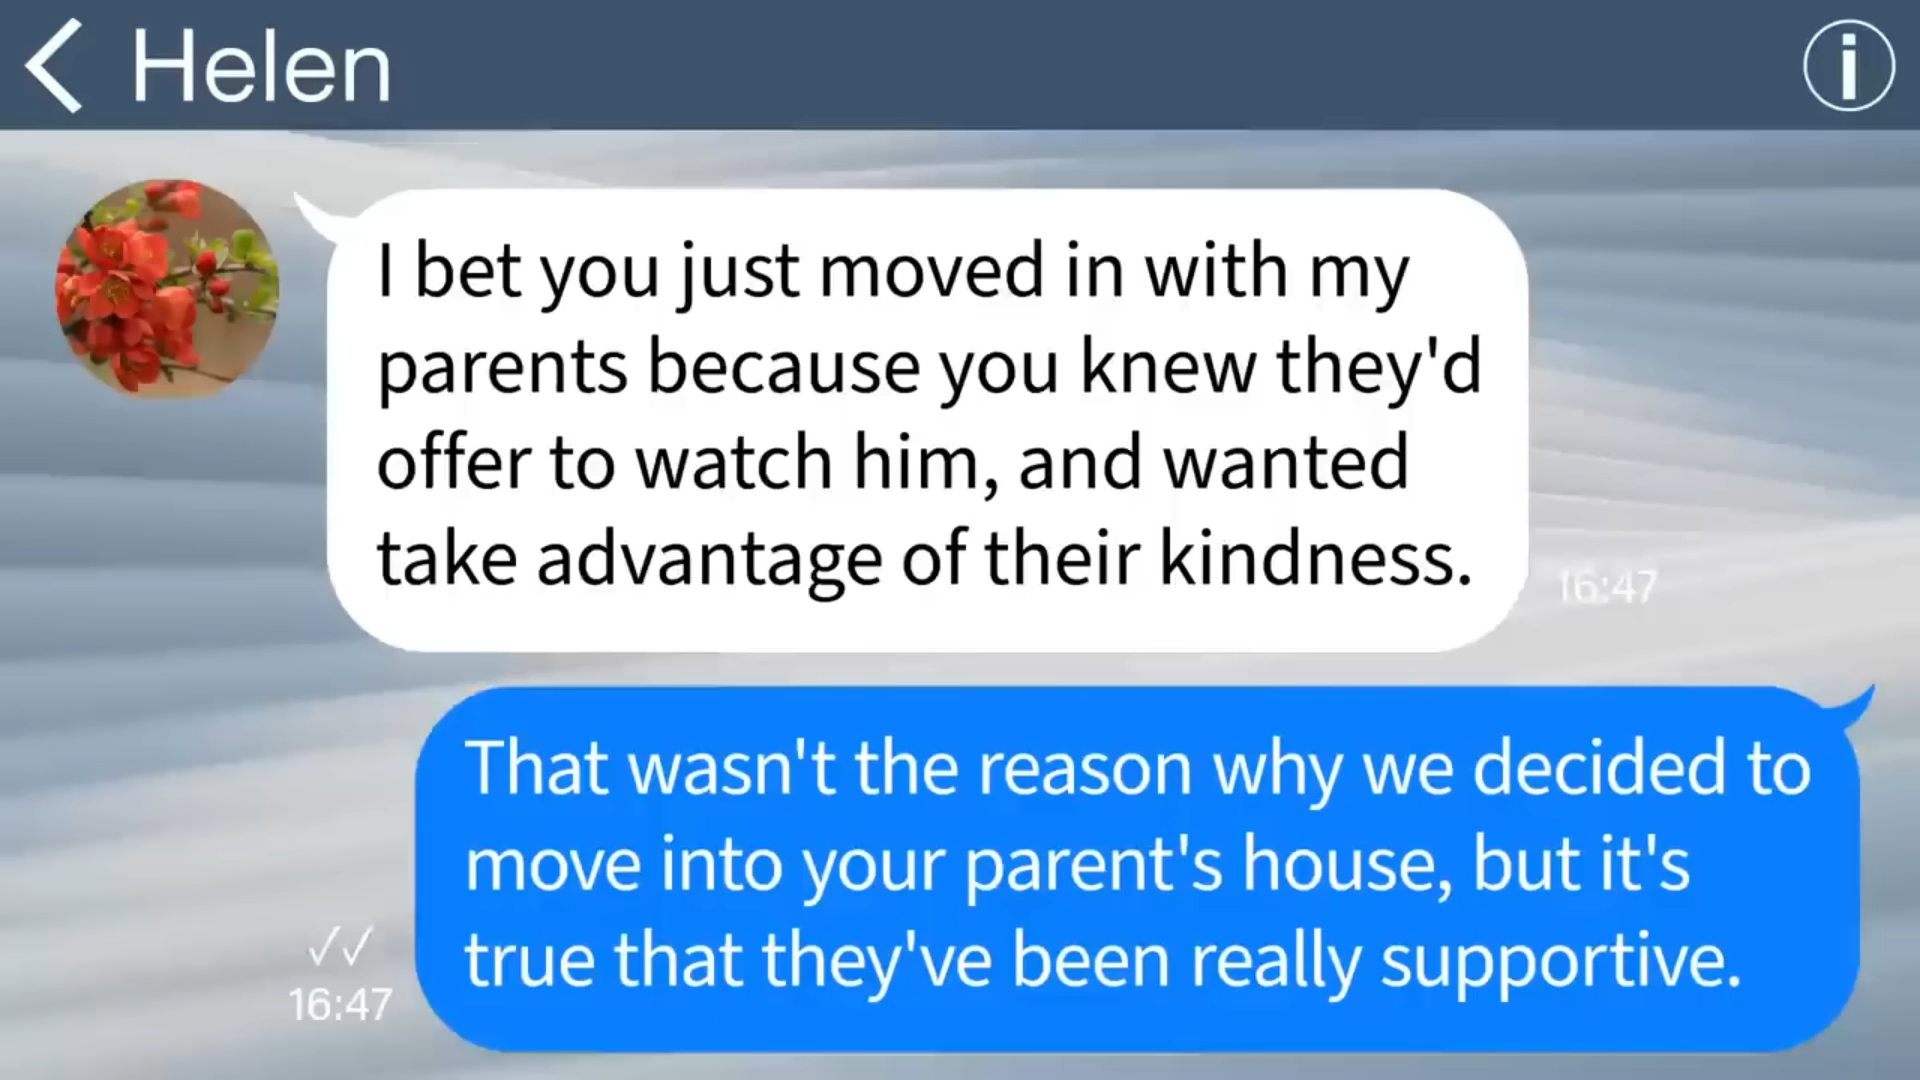 Helen
I bet you just moved in with my
parents because you knew they'd
offer to watch him, and wanted
take advantage of their kindness.
16:47
That wasn't the reason why we decided to
move into your parent's house, but it's
true that they've been really supportive.
16:47